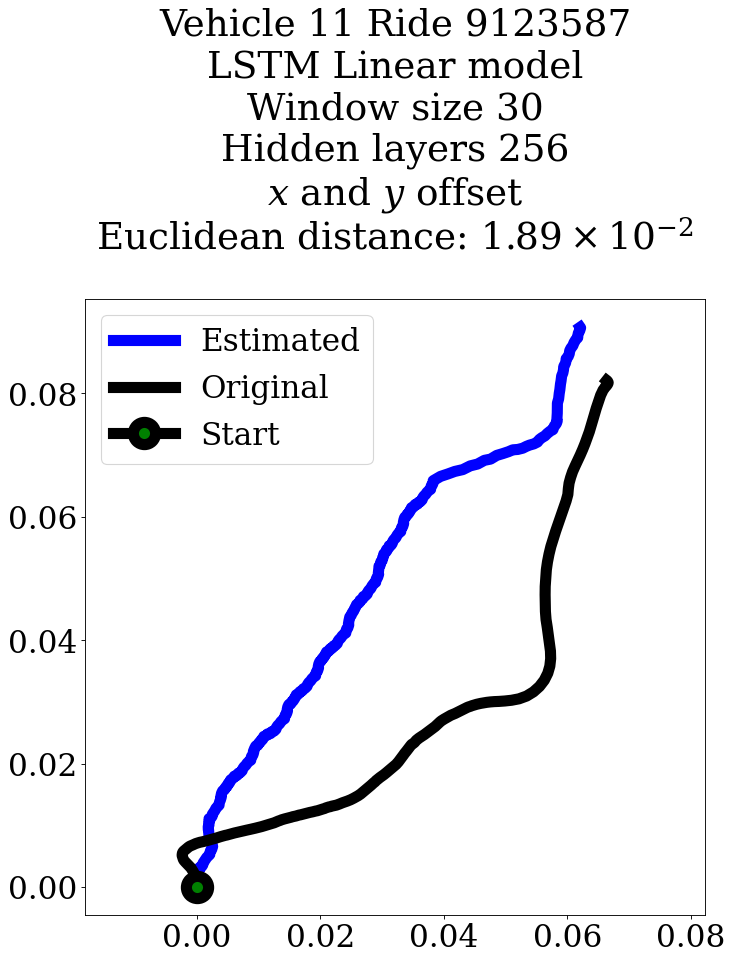 Vehicle 11 Ride 9123587
LSTM Linear model
Window size 30
Hidden layers 256
x and y offset
Euclidean distance: 1.89 × 10⁻²
Estimated
Original
Start
0.08
0.06
0.04
0.02
0.00
0.00 0.02 0.04 0.06 0.08